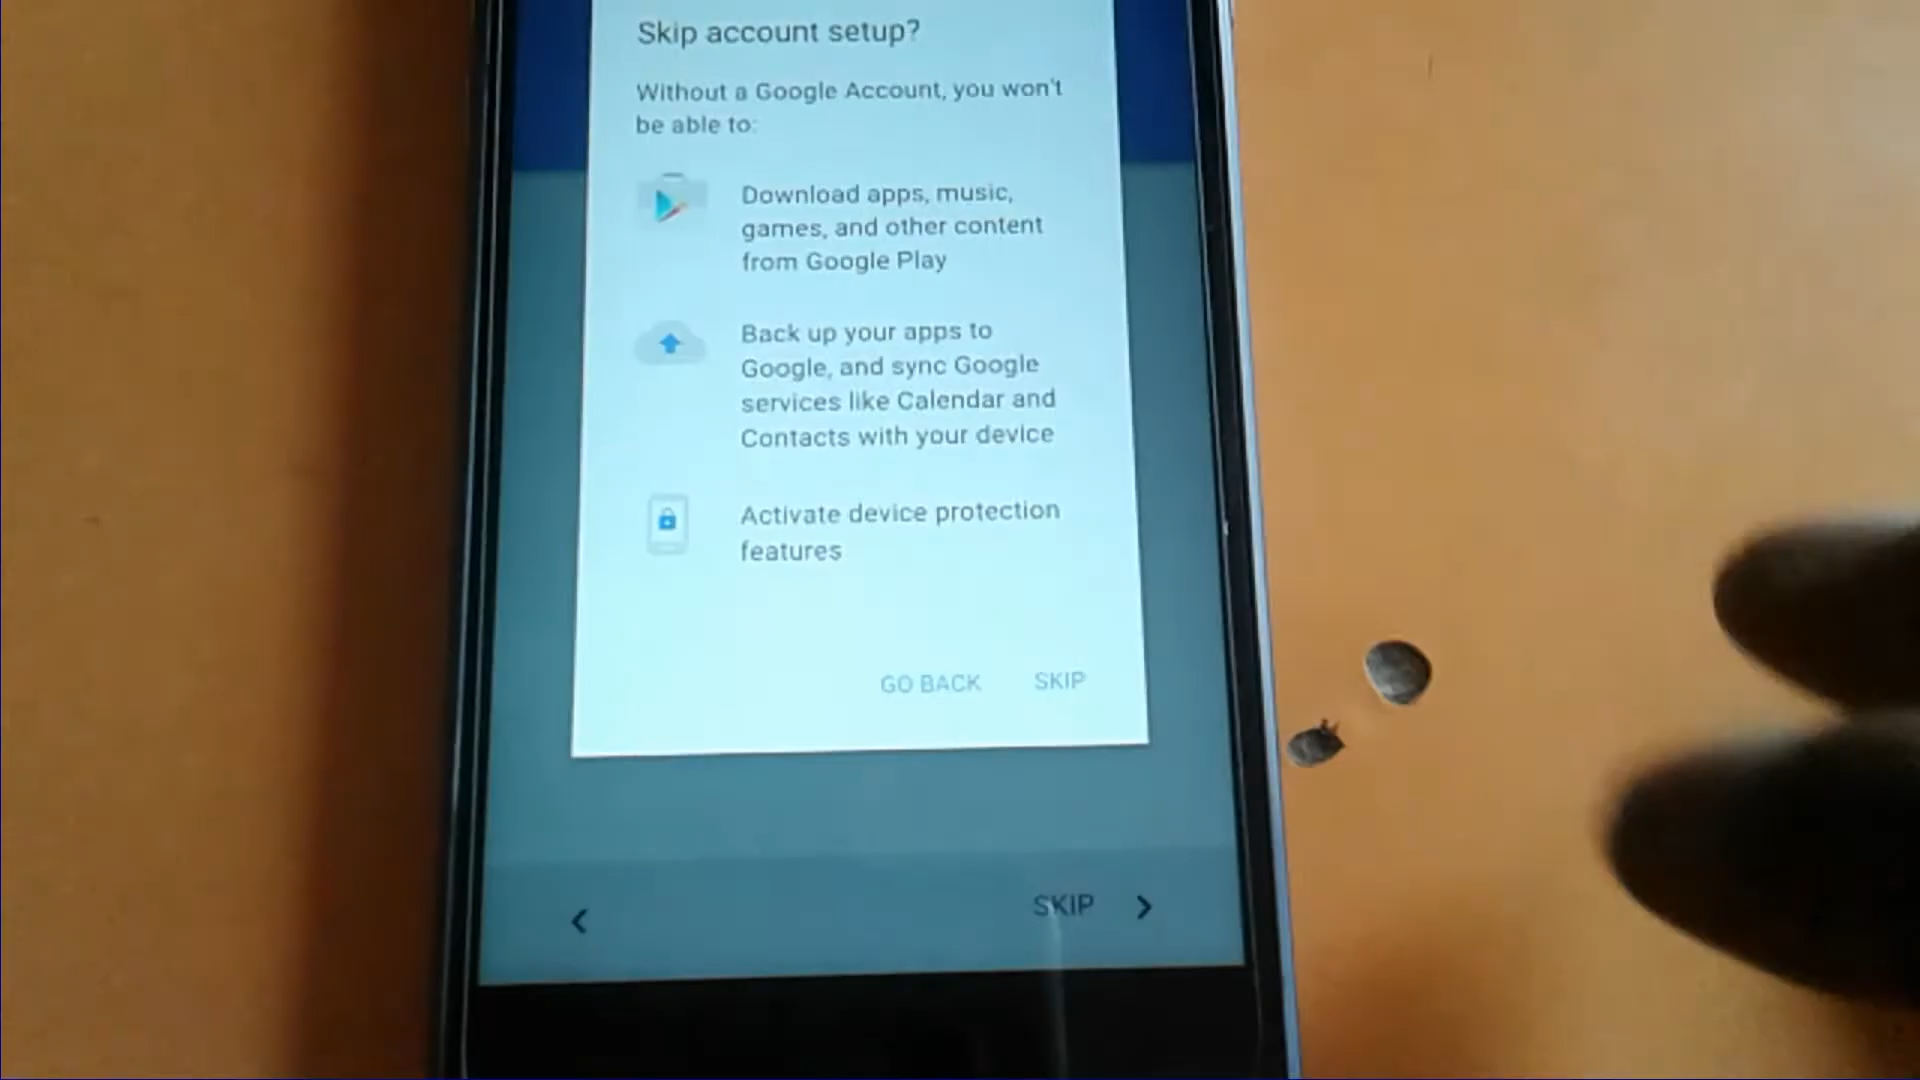 Skip account setup?
Without a Google Account, you won't
be able to:
Download apps, music,
games, and other content
from Google Play
Back up your apps to
Google, and sync Google
services like Calendar and
Contacts with your device
Activate device protection
features
GO BACK SKIP
SKIP